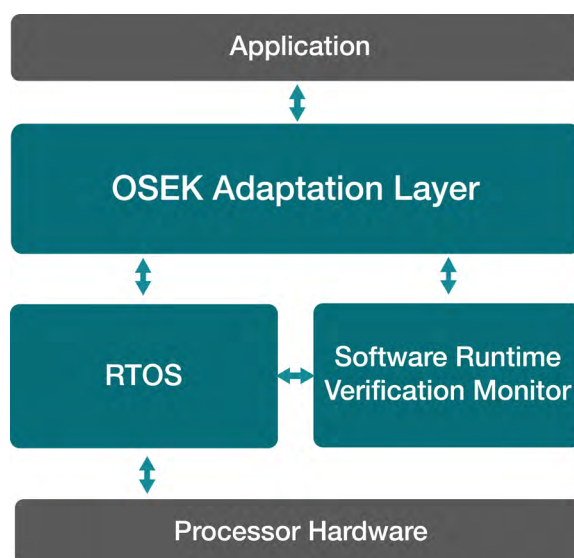 Application
OSEK Adaptation Layer
RTOS
Software Runtime
Verification Monitor
Processor Hardware